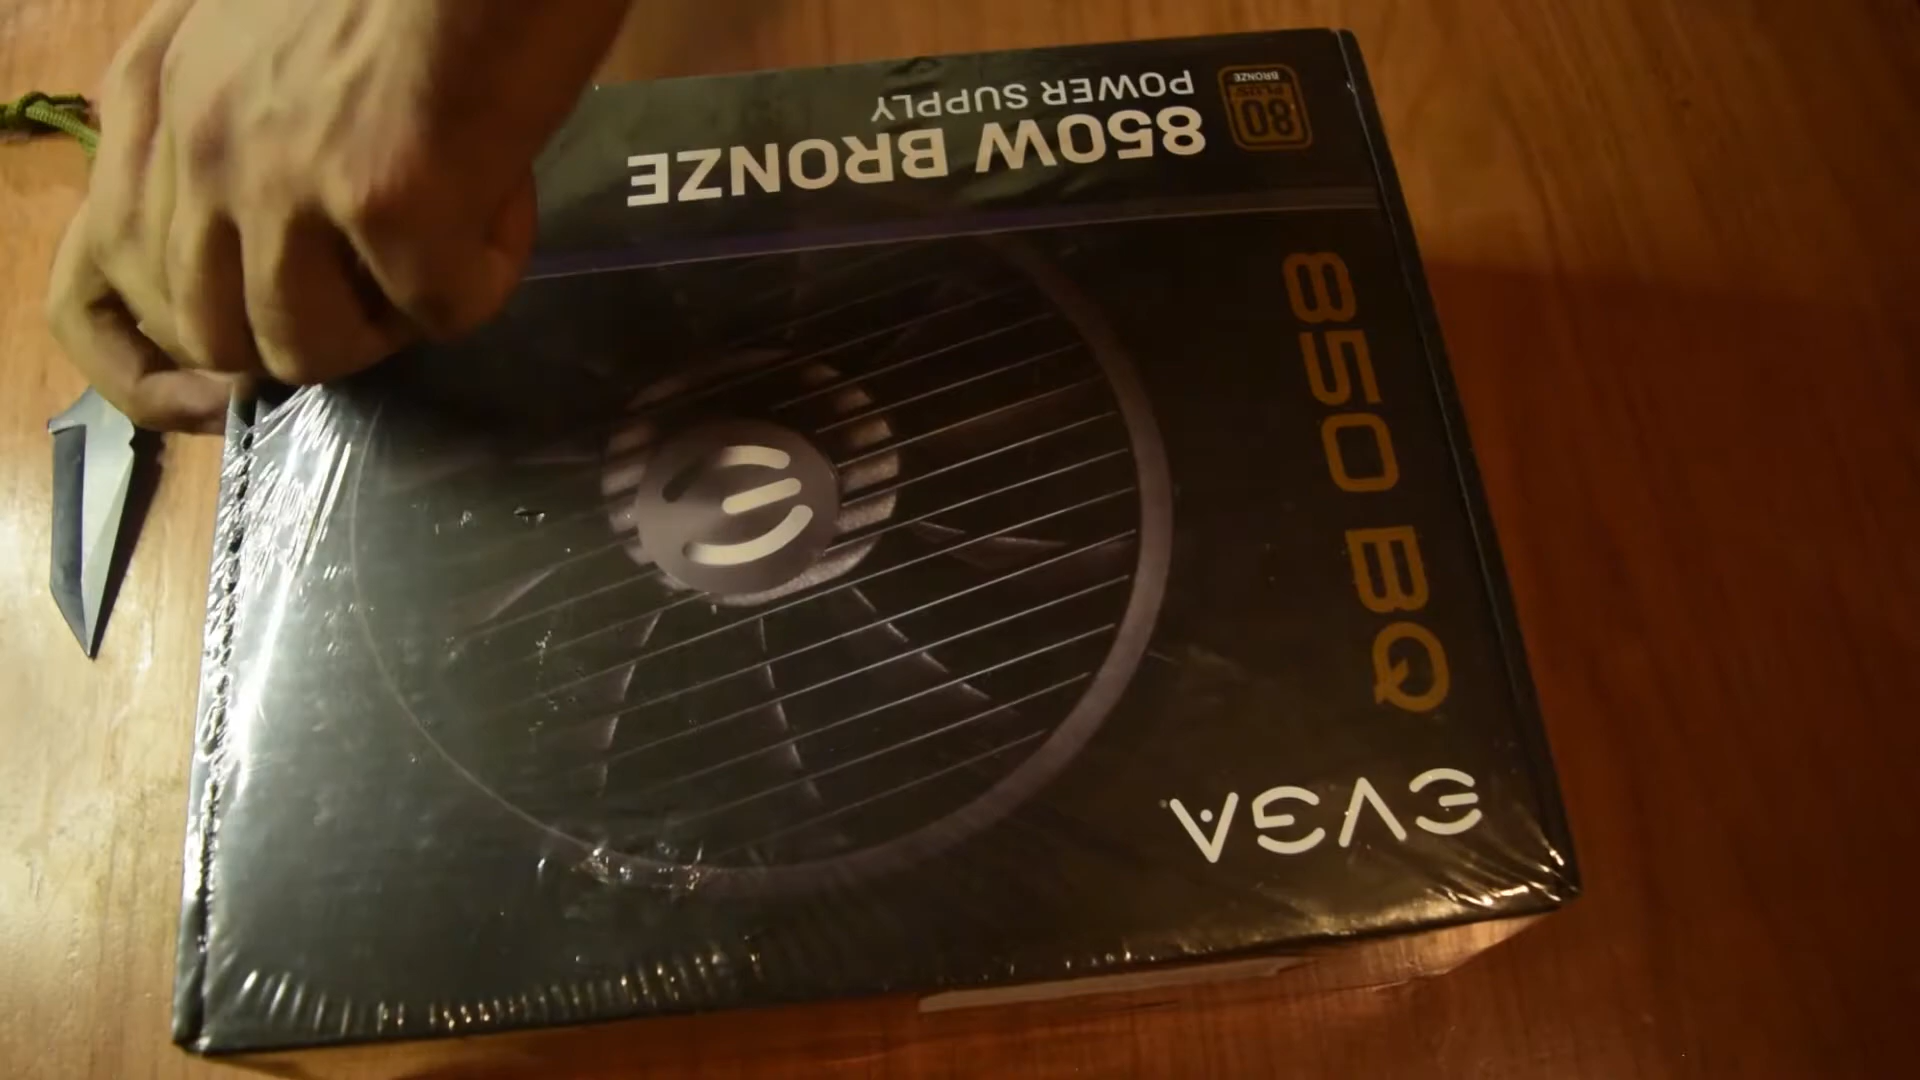 EVGA
850 BQ
850W BRONZE
POWER SUPPLY
80
PLUS
BRONZE